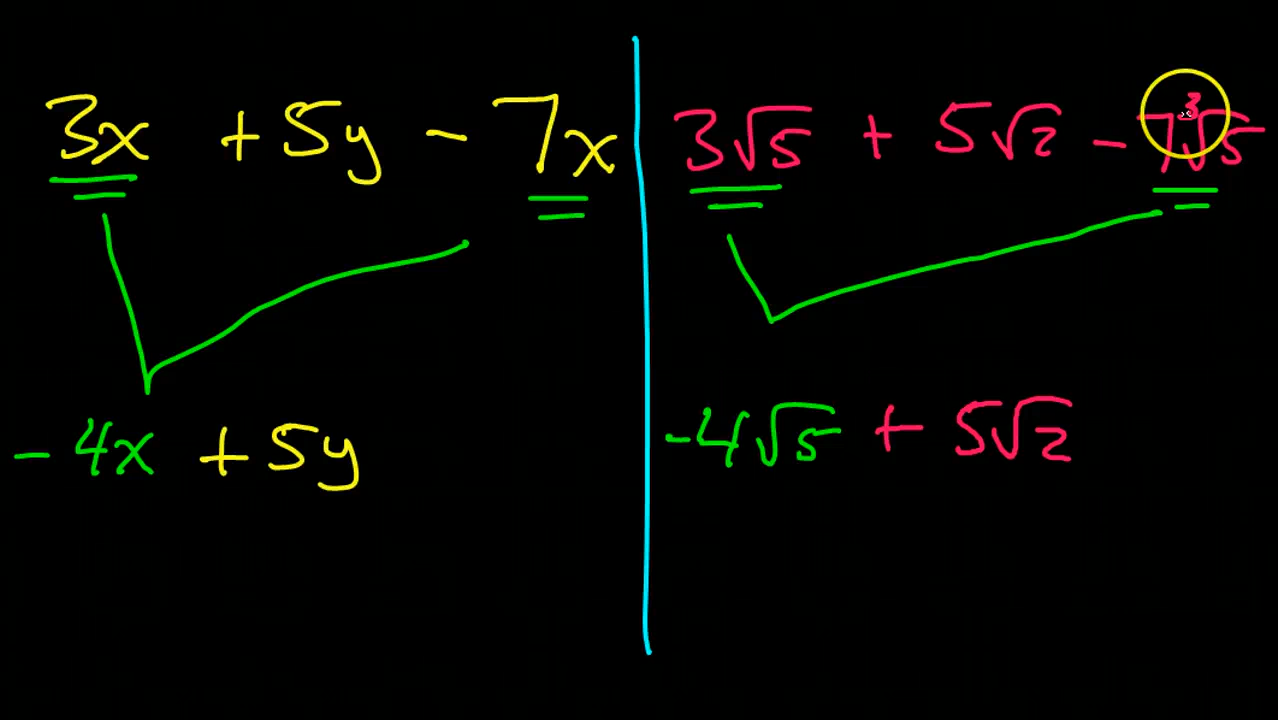 3x + 5y - 7x
3√5 + 5√2 - 7∛5
-4x + 5y
-4√5 + 5√2